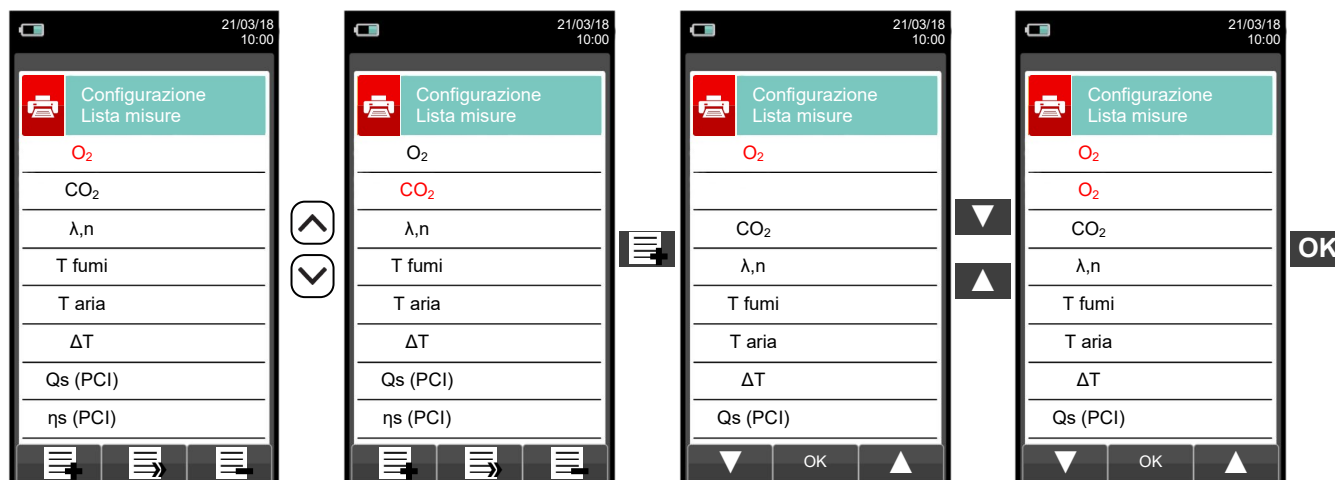 21/03/18
10:00
Configurazione
Lista misure
O₂
CO₂
λ,n
T fumi
T aria
ΔT
Qs (PCI)
ηs (PCI)
21/03/18
10:00
Configurazione
Lista misure
O₂
CO₂
λ,n
T fumi
T aria
ΔT
Qs (PCI)
ηs (PCI)
21/03/18
10:00
Configurazione
Lista misure
O₂
CO₂
λ,n
T fumi
T aria
ΔT
Qs (PCI)
OK
21/03/18
10:00
Configurazione
Lista misure
O₂
O₂
CO₂
λ,n
T fumi
T aria
ΔT
Qs (PCI)
OK
OK